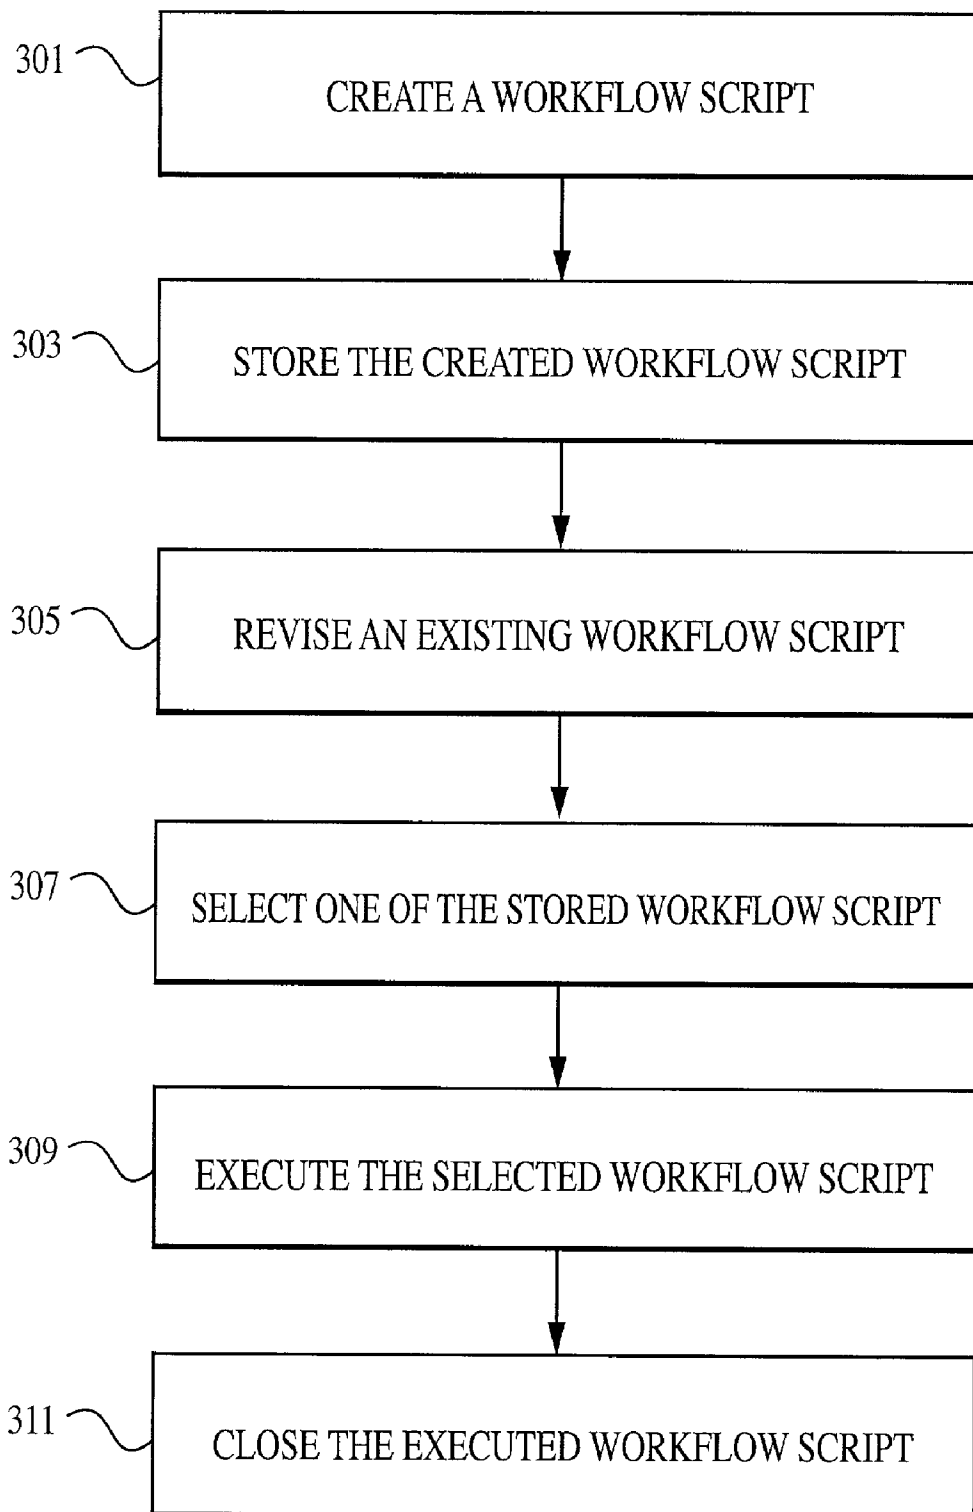 301
CREATE A WORKFLOW SCRIPT
303
STORE THE CREATED WORKFLOW SCRIPT
305
REVISE AN EXISTING WORKFLOW SCRIPT
307
SELECT ONE OF THE STORED WORKFLOW SCRIPT
309
EXECUTE THE SELECTED WORKFLOW SCRIPT
311
CLOSE THE EXECUTED WORKFLOW SCRIPT